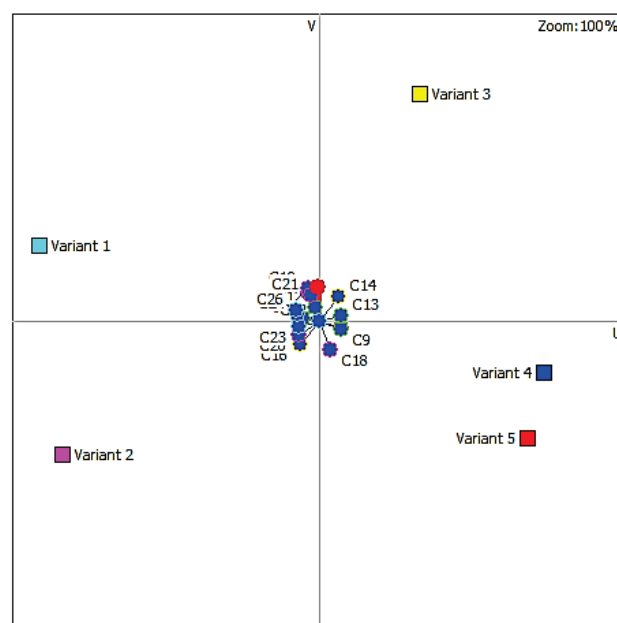 V
Zoom:100%
Variant 3
Variant 1
C21
C14
C26
C13
U
C23
C9
C18
Variant 4
Variant 5
Variant 2